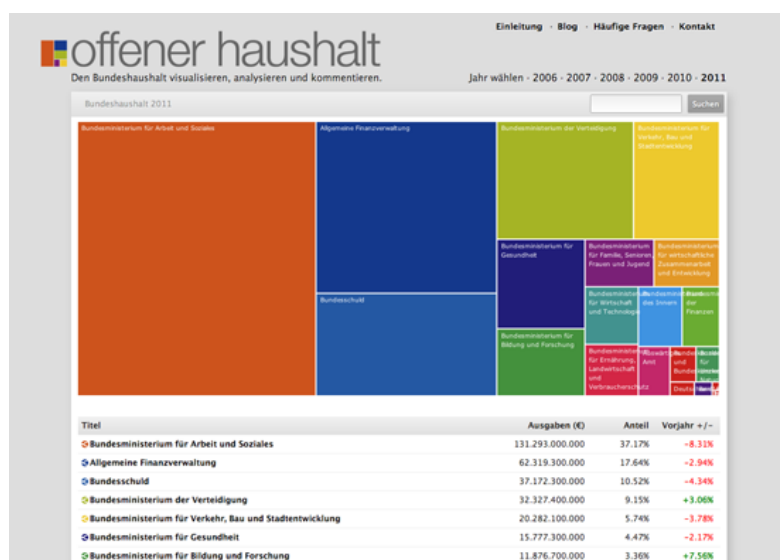 Einleitung · Blog · Häufige Fragen · Kontakt
offener haushalt
Den Bundeshaushalt visualisieren, analysieren und kommentieren.
Jahr wählen · 2006 · 2007 · 2008 · 2009 · 2010 · 2011
Bundeshaushalt 2011
Suchen
Bundesministerium für Arbeit und Soziales
Allgemeine Finanzverwaltung
Bundesschuld
Bundesministerium der Verteidigung
Bundesministerium für
Verkehr, Bau und
Stadtentwicklung
Bundesministerium für
Gesundheit
Bundesministerium
für Familie, Senioren,
Frauen und Jugend
Bundesministerium
für wirtschaftliche
Zusammenarbeit
und Entwicklung
Bundesministerium für
Bildung und Forschung
für Wirtschaft
und Technologie
des Innern
der
Finanzen
für Ernährung,
Landwirtschaft
und
Verbraucherschutz
Amt
und
für
Titel Ausgaben (€) Anteil Vorjahr +/-
Bundesministerium für Arbeit und Soziales 131.293.000.000 37.17% -8.31%
Allgemeine Finanzverwaltung 62.319.300.000 17.64% -2.94%
Bundesschuld 37.172.300.000 10.52% -4.34%
Bundesministerium der Verteidigung 32.327.400.000 9.15% +3.06%
Bundesministerium für Verkehr, Bau und Stadtentwicklung 20.282.100.000 5.74% -3.78%
Bundesministerium für Gesundheit 15.777.300.000 4.47% -2.17%
Bundesministerium für Bildung und Forschung 11.876.700.000 3.36% +7.56%